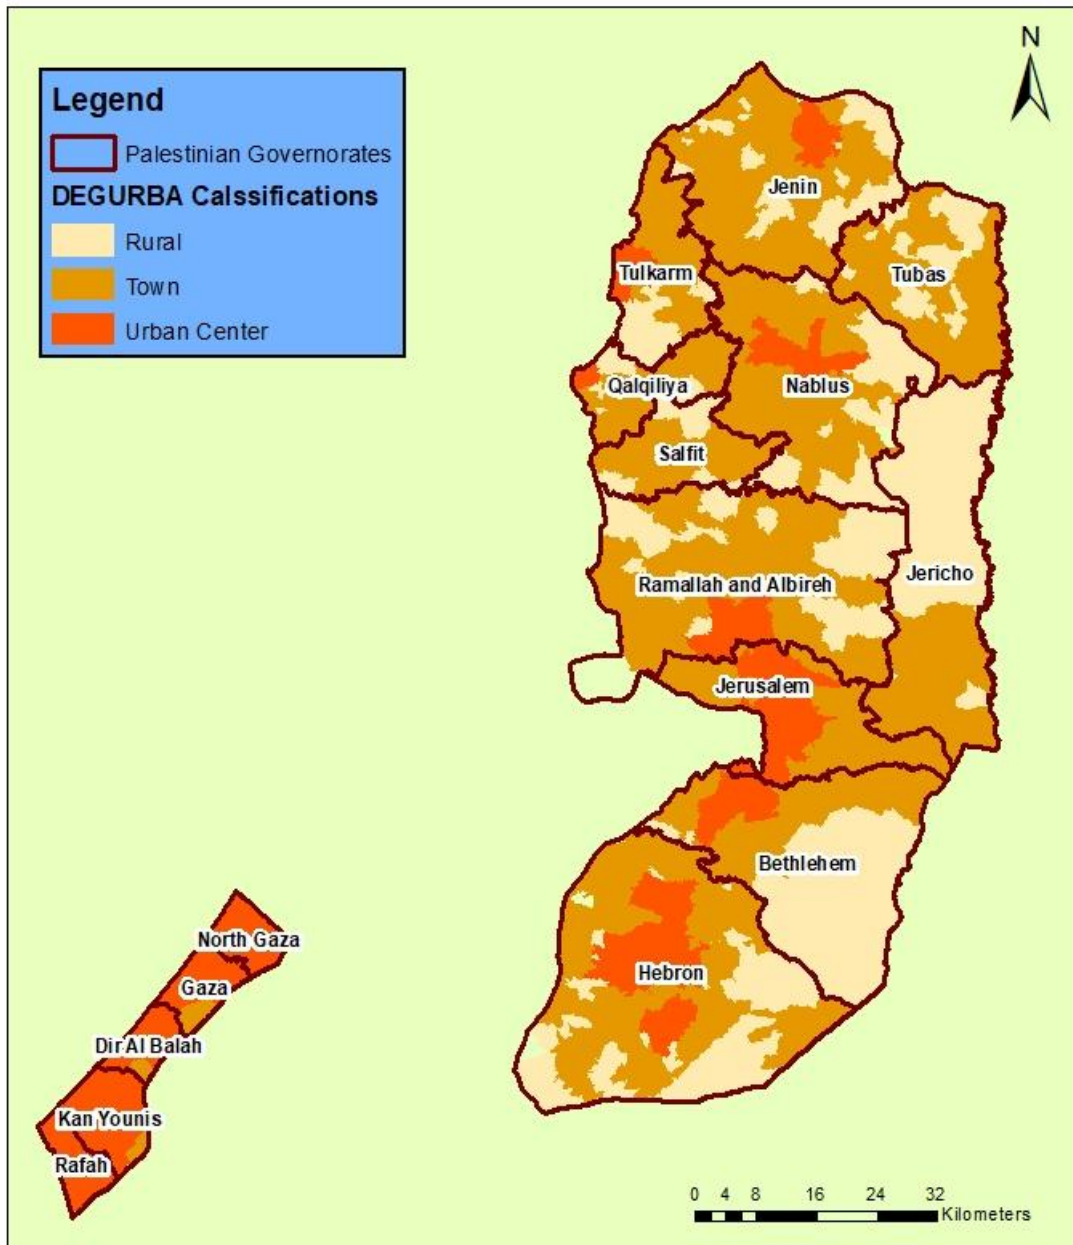 N
Legend
Palestinian Governorates
DEGURBA Calssifications
Rural
Town
Urban Center
Jenin
Tulkarm
Tubas
Qalqiliya
Nablus
Salfit
Ramallah and Albireh
Jericho
Jerusalem
Bethlehem
Hebron
North Gaza
Gaza
Dir Al Balah
Kan Younis
Rafah
0 4 8 16 24 32
Kilometers